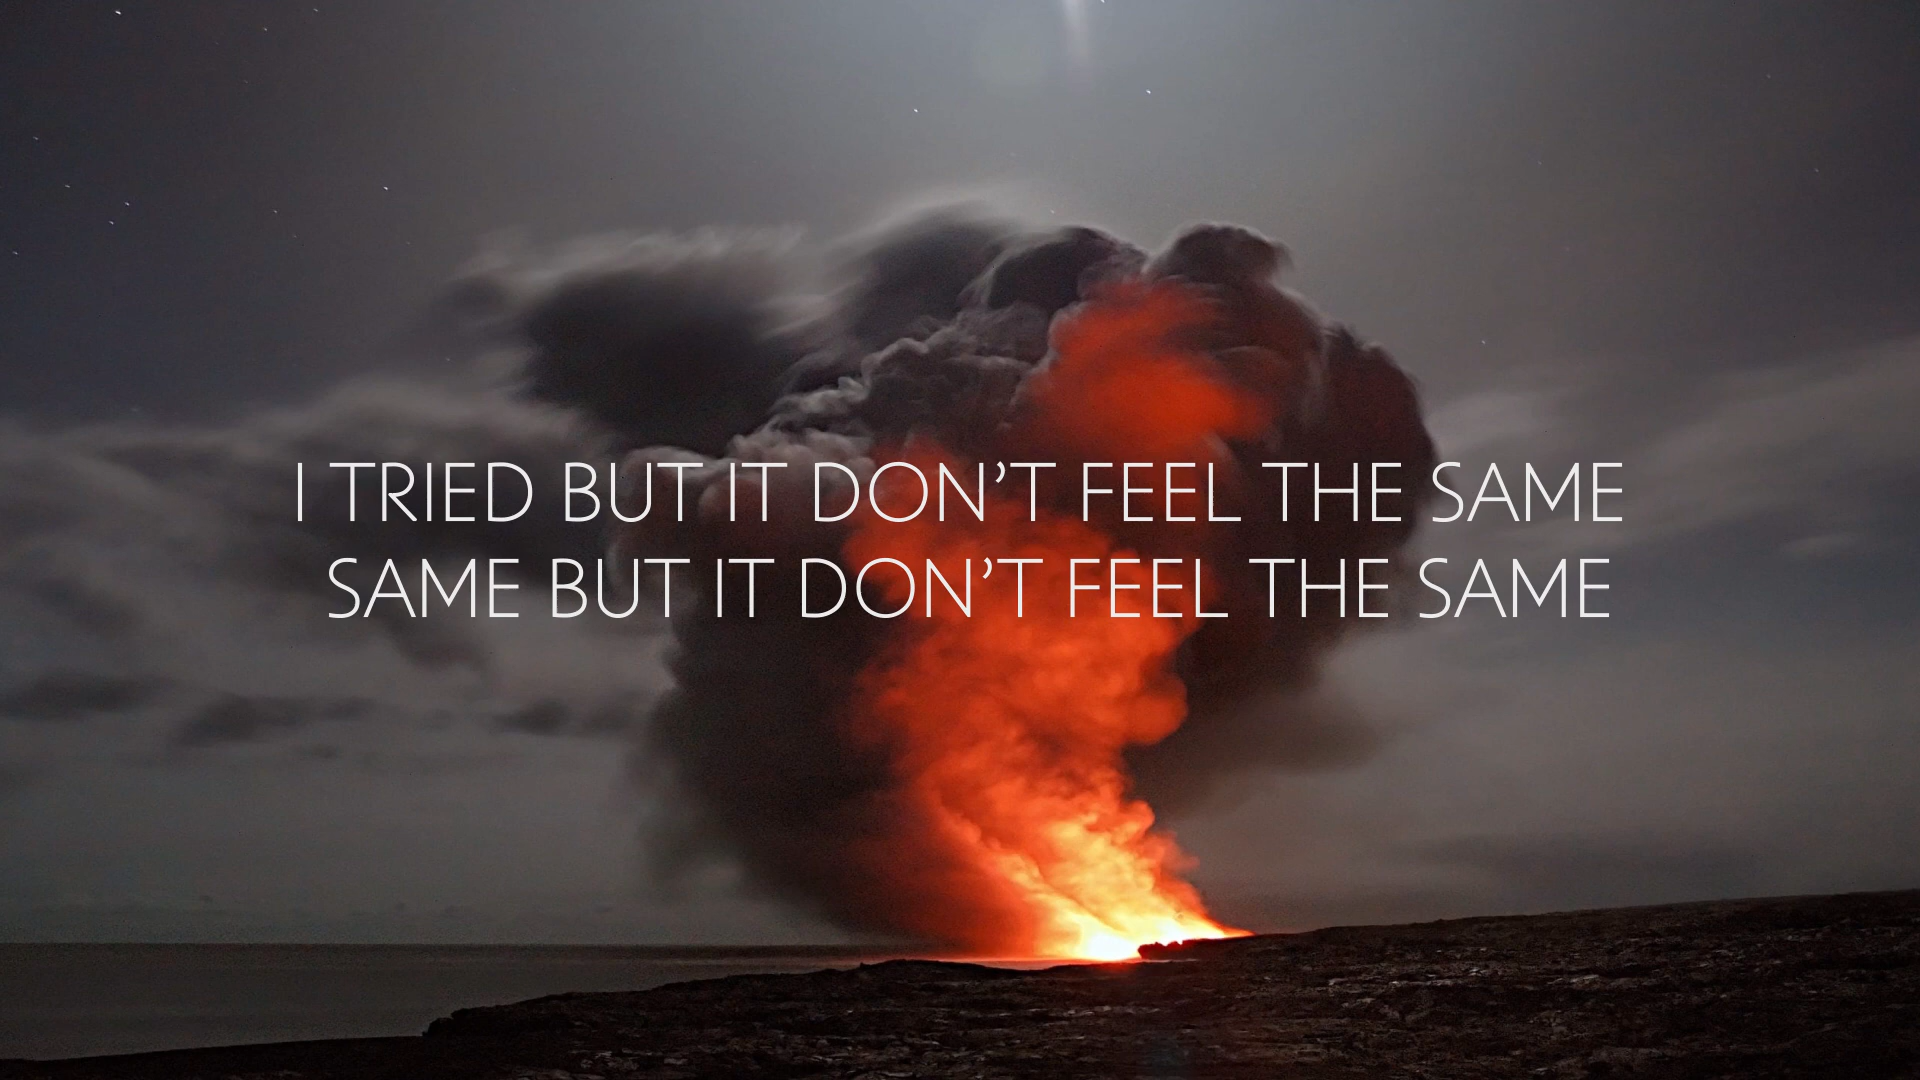 I TRIED BUT IT DON’T FEEL THE SAME
SAME BUT IT DON’T FEEL THE SAME